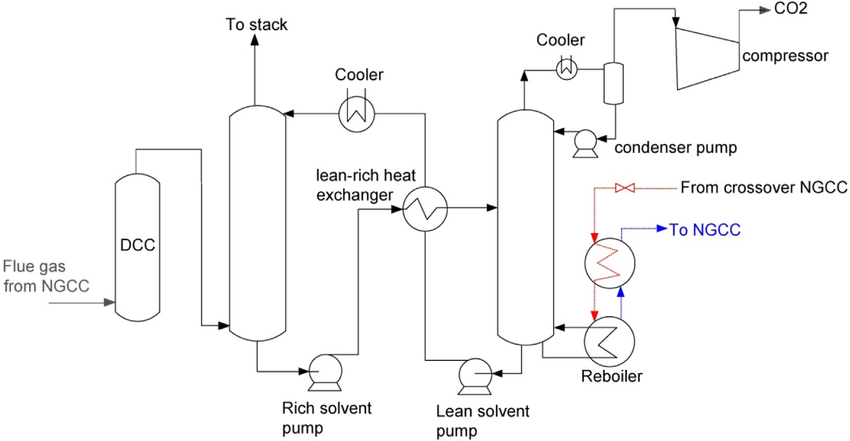 To stack
Cooler
Cooler
CO2
compressor
condenser pump
lean-rich heat
exchanger
From crossover NGCC
To NGCC
DCC
Flue gas
from NGCC
Reboiler
Rich solvent
pump
Lean solvent
pump